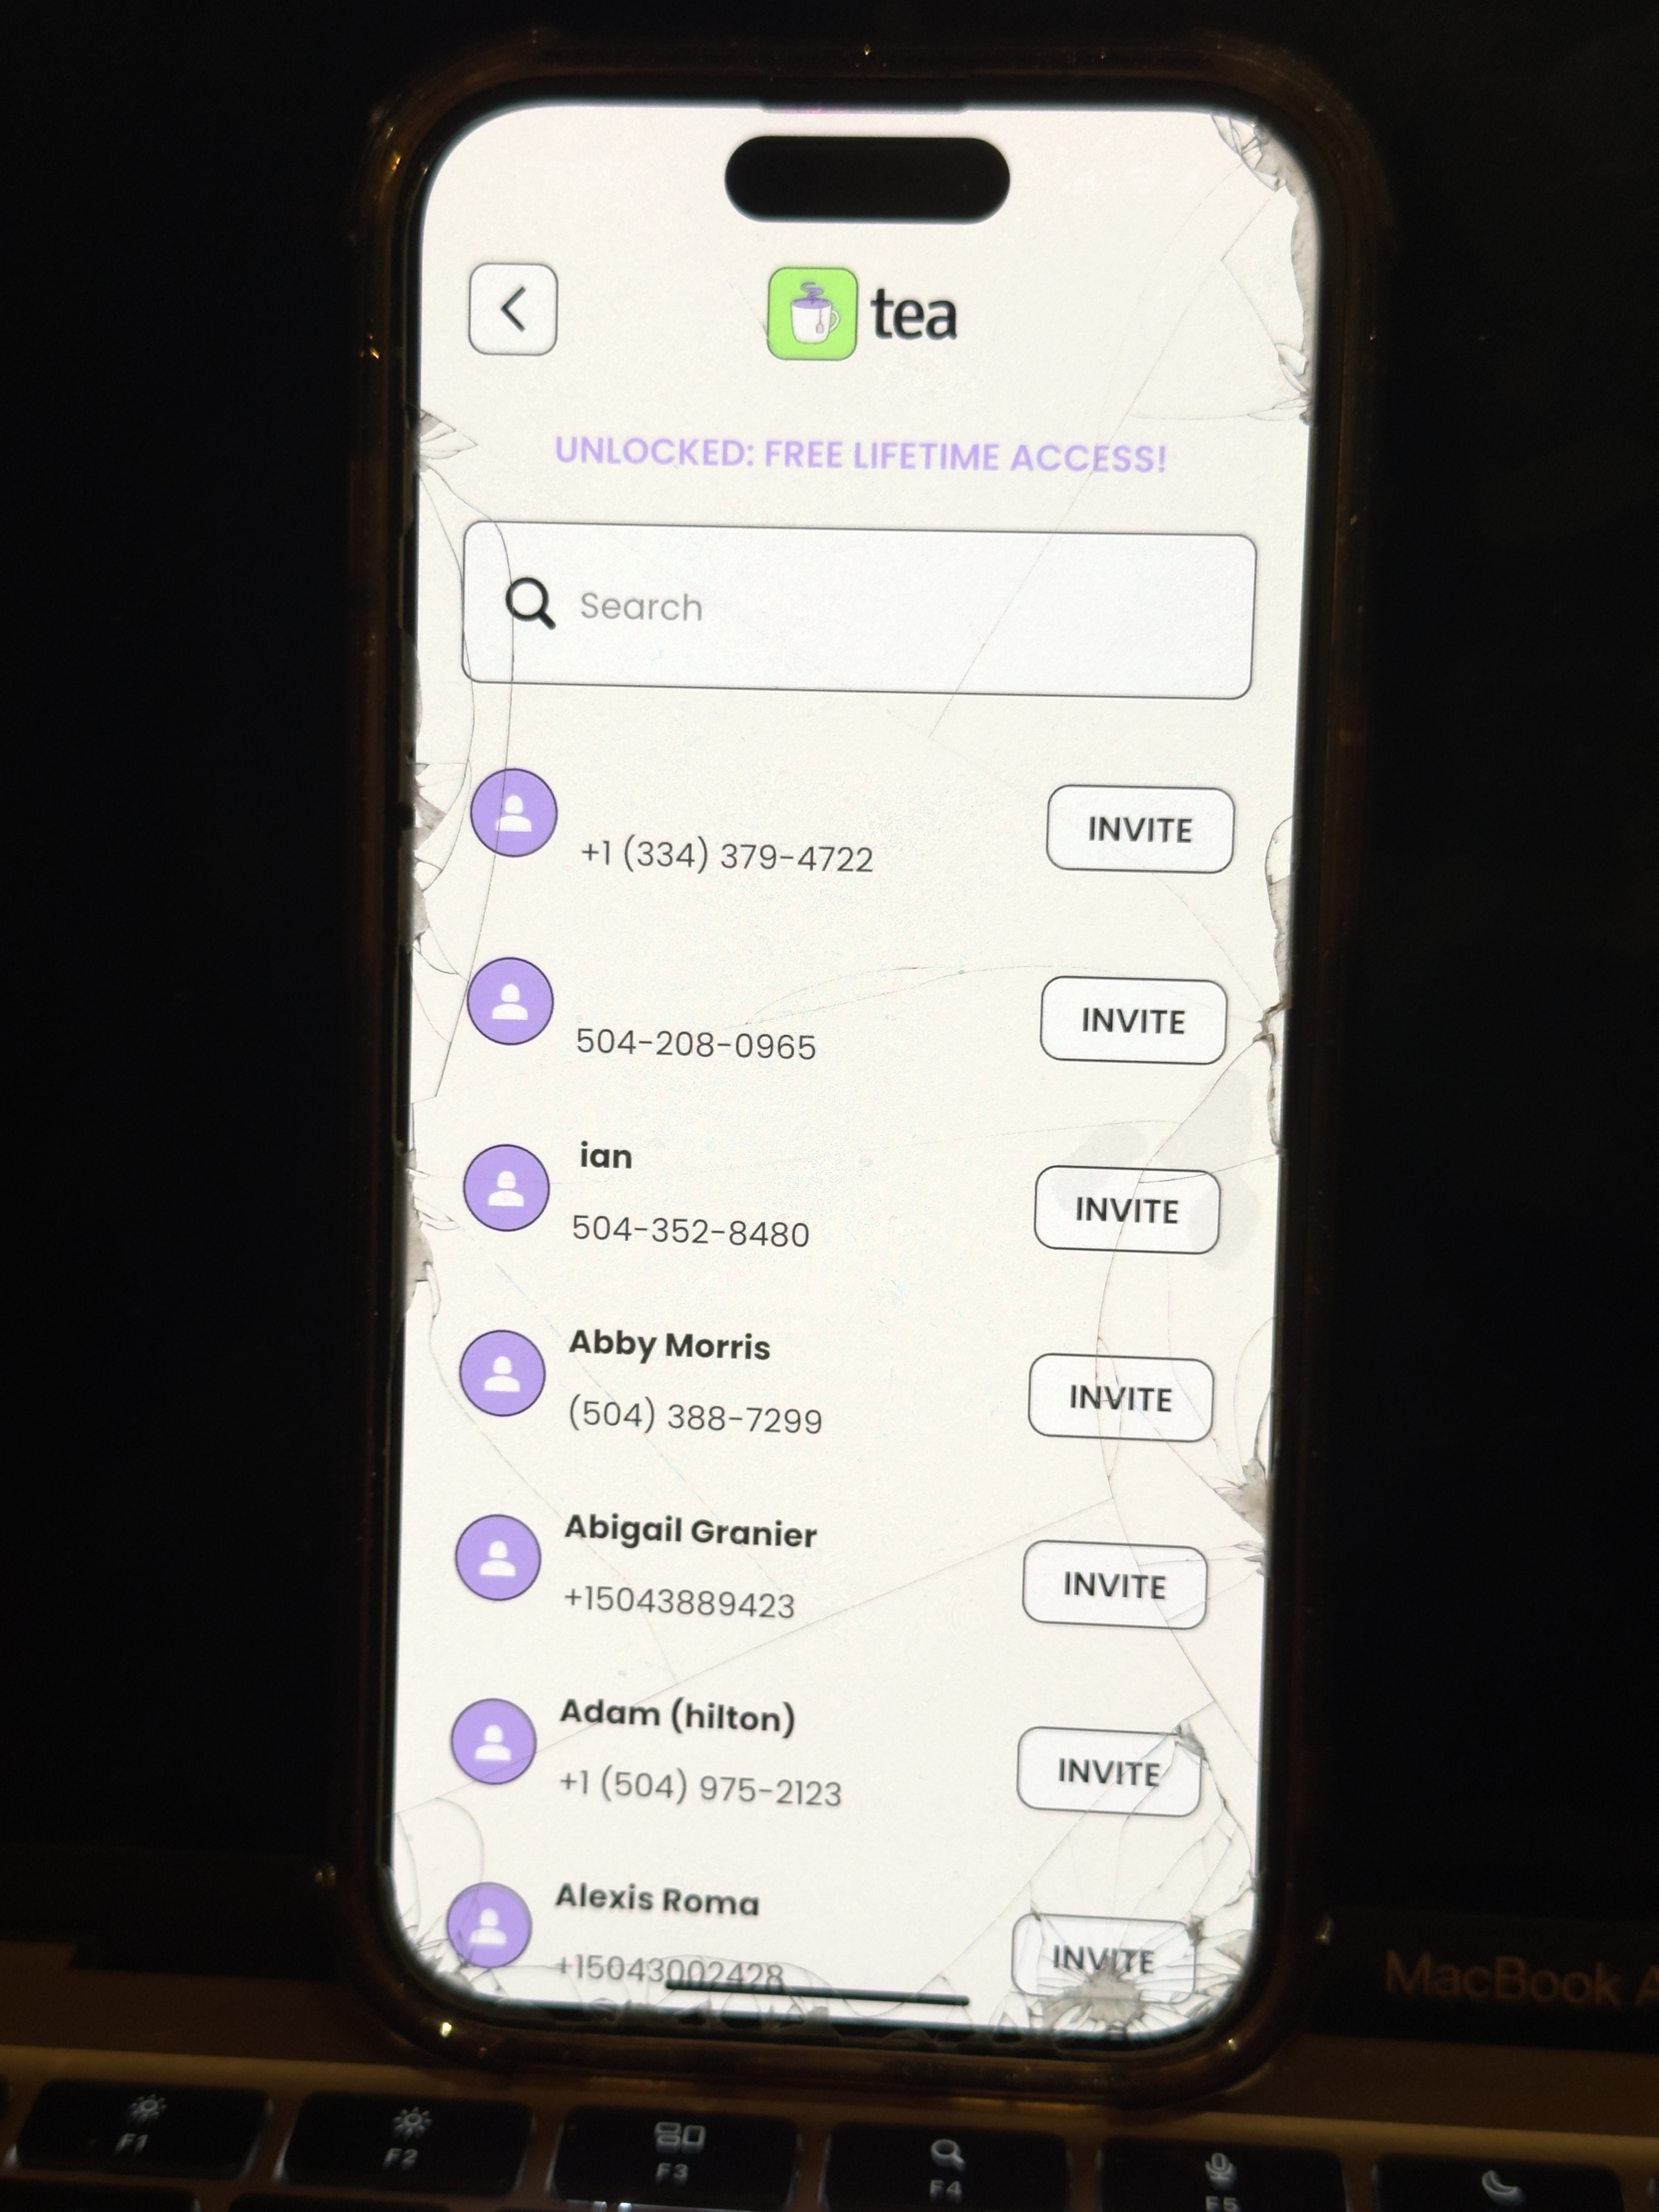 tea
UNLOCKED: FREE LIFETIME ACCESS!
Search
+1 (334) 379-4722
INVITE
504-208-0965
INVITE
ian
504-352-8480
INVITE
Abby Morris
(504) 388-7299
INVITE
Abigail Granier
+15043889423
INVITE
Adam (hilton)
+1 (504) 975-2123
INVITE
Alexis Roma
+15043002428
INVITE
MacBook A
F1
F2
F3
F4
F5